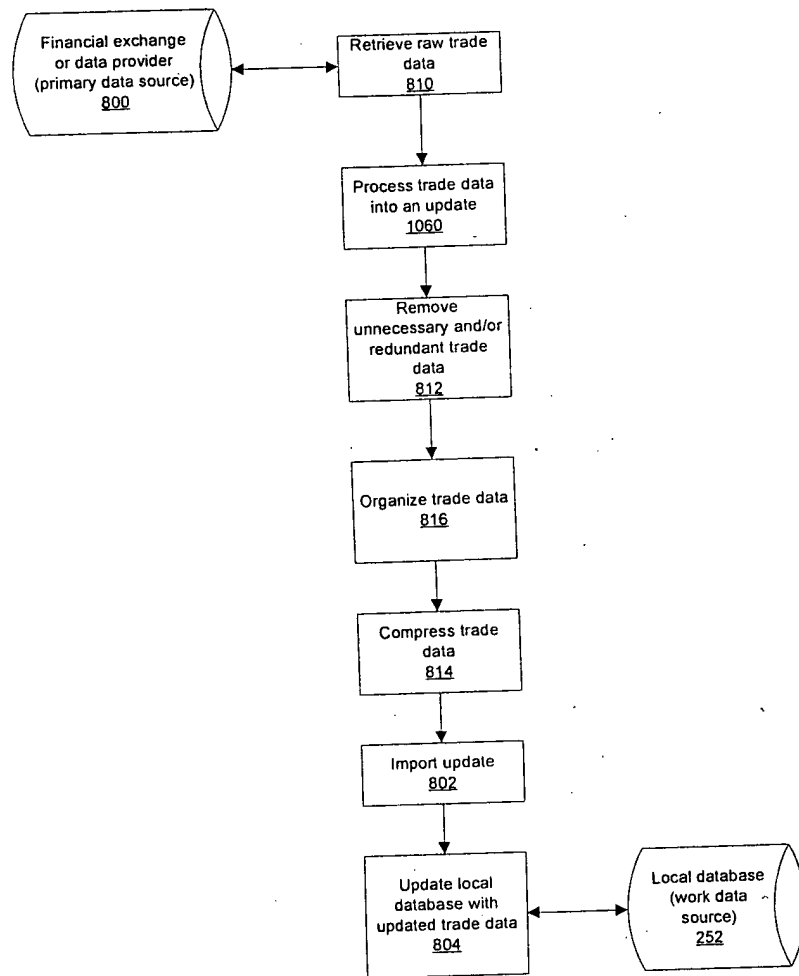 Financial exchange
or data provider
(primary data source)
800
Retrieve raw trade
data
810
Process trade data
into an update
1060
Remove
unnecessary and/or
redundant trade
data
812
Organize trade data
816
Compress trade
data
814
Import update
802
Update local
database with
updated trade data
804
Local database
(work data
source)
252